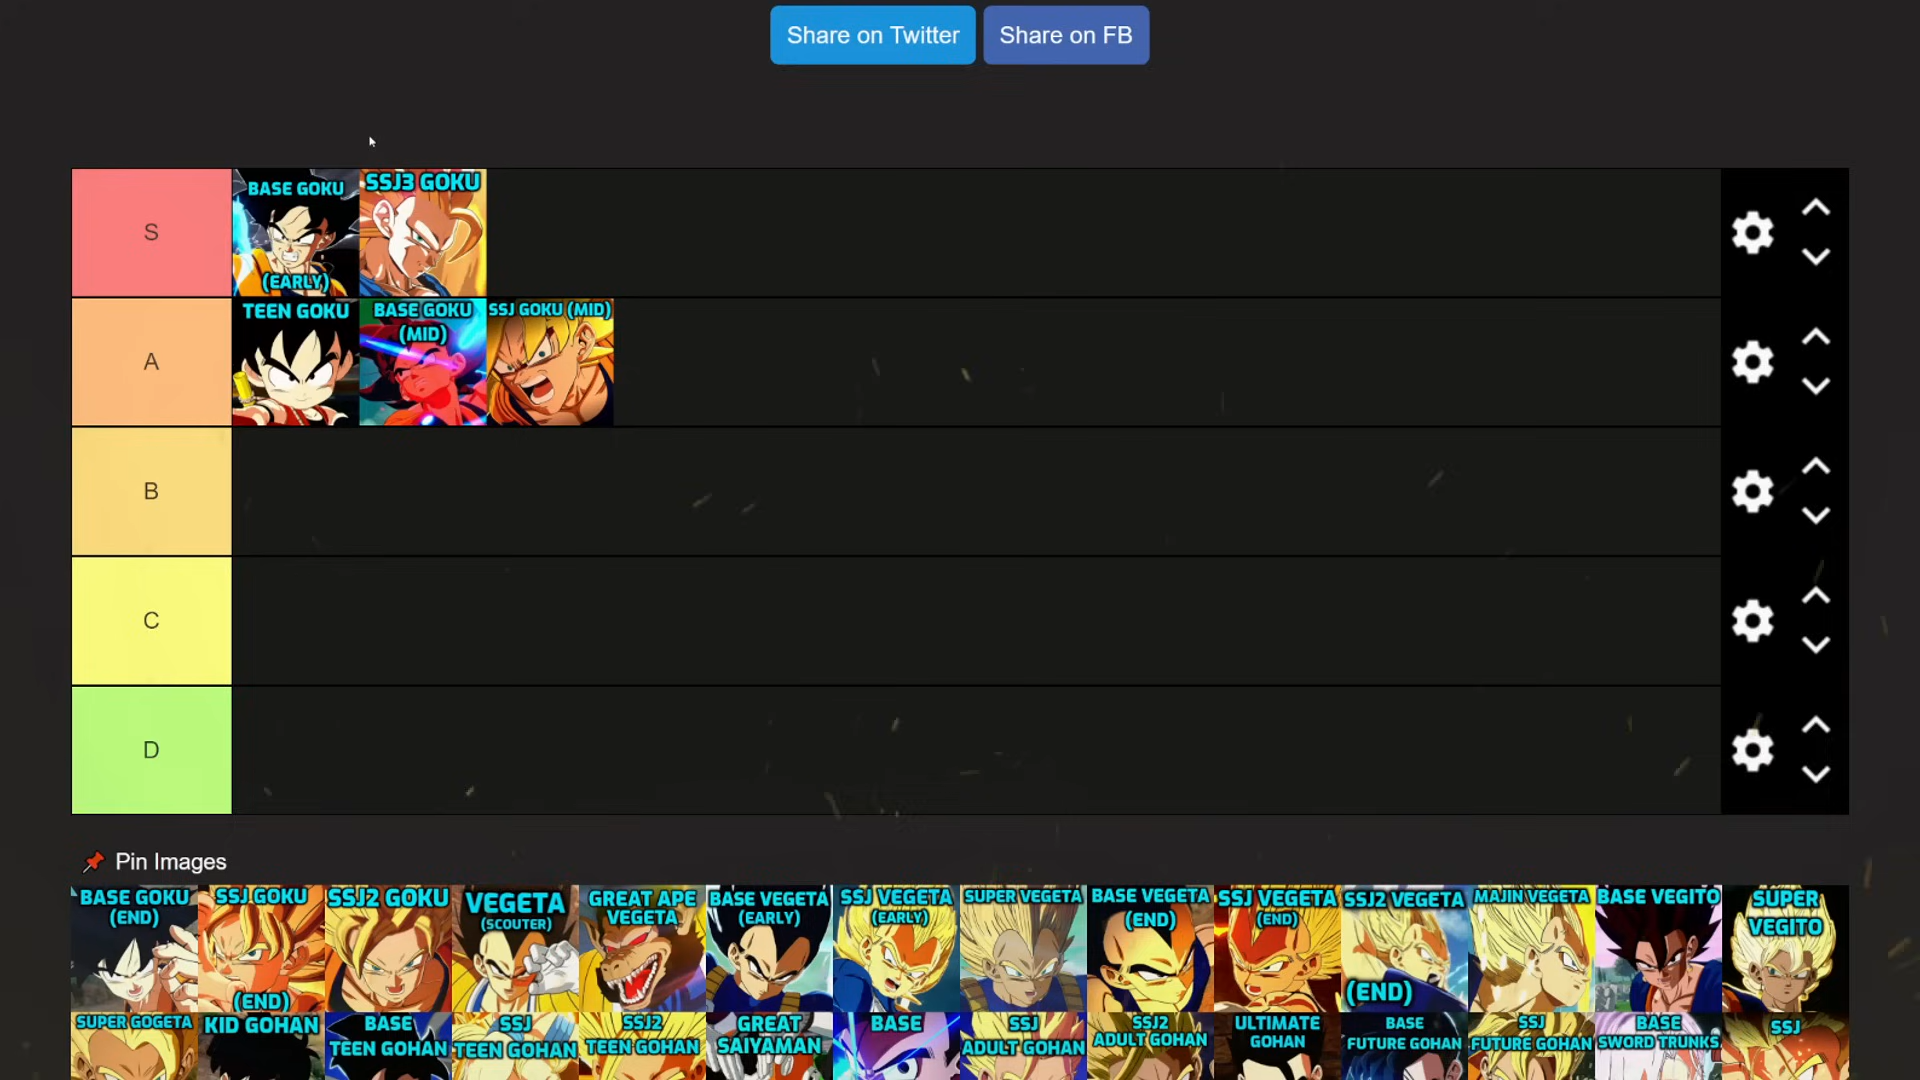 Share on Twitter Share on FB
S
BASE GOKU
(EARLY)
SSJ3 GOKU
A
TEEN GOKU
BASE GOKU
(MID)
SSJ GOKU (MID)
B
C
D
Pin Images
BASE GOKU
(END)
SSJ GOKU
(END)
SSJ2 GOKU
VEGETA
(SCOUTER)
GREAT APE
VEGETA
BASE VEGETA
(EARLY)
SSJ VEGETA
(EARLY)
SUPER VEGETA
BASE VEGETA
(END)
SSJ VEGETA
(END)
SSJ2 VEGETA
(END)
MAJIN VEGETA
BASE VEGITO
SUPER
VEGITO
SUPER GOGETA
KID GOHAN
BASE
TEEN GOHAN
SSJ
TEEN GOHAN
SSJ2
TEEN GOHAN
GREAT
SAIYAMAN
BASE
SSJ
ADULT GOHAN
SSJ2
ADULT GOHAN
ULTIMATE
GOHAN
BASE
FUTURE GOHAN
SSJ
FUTURE GOHAN
BASE
SWORD TRUNKS
SSJ